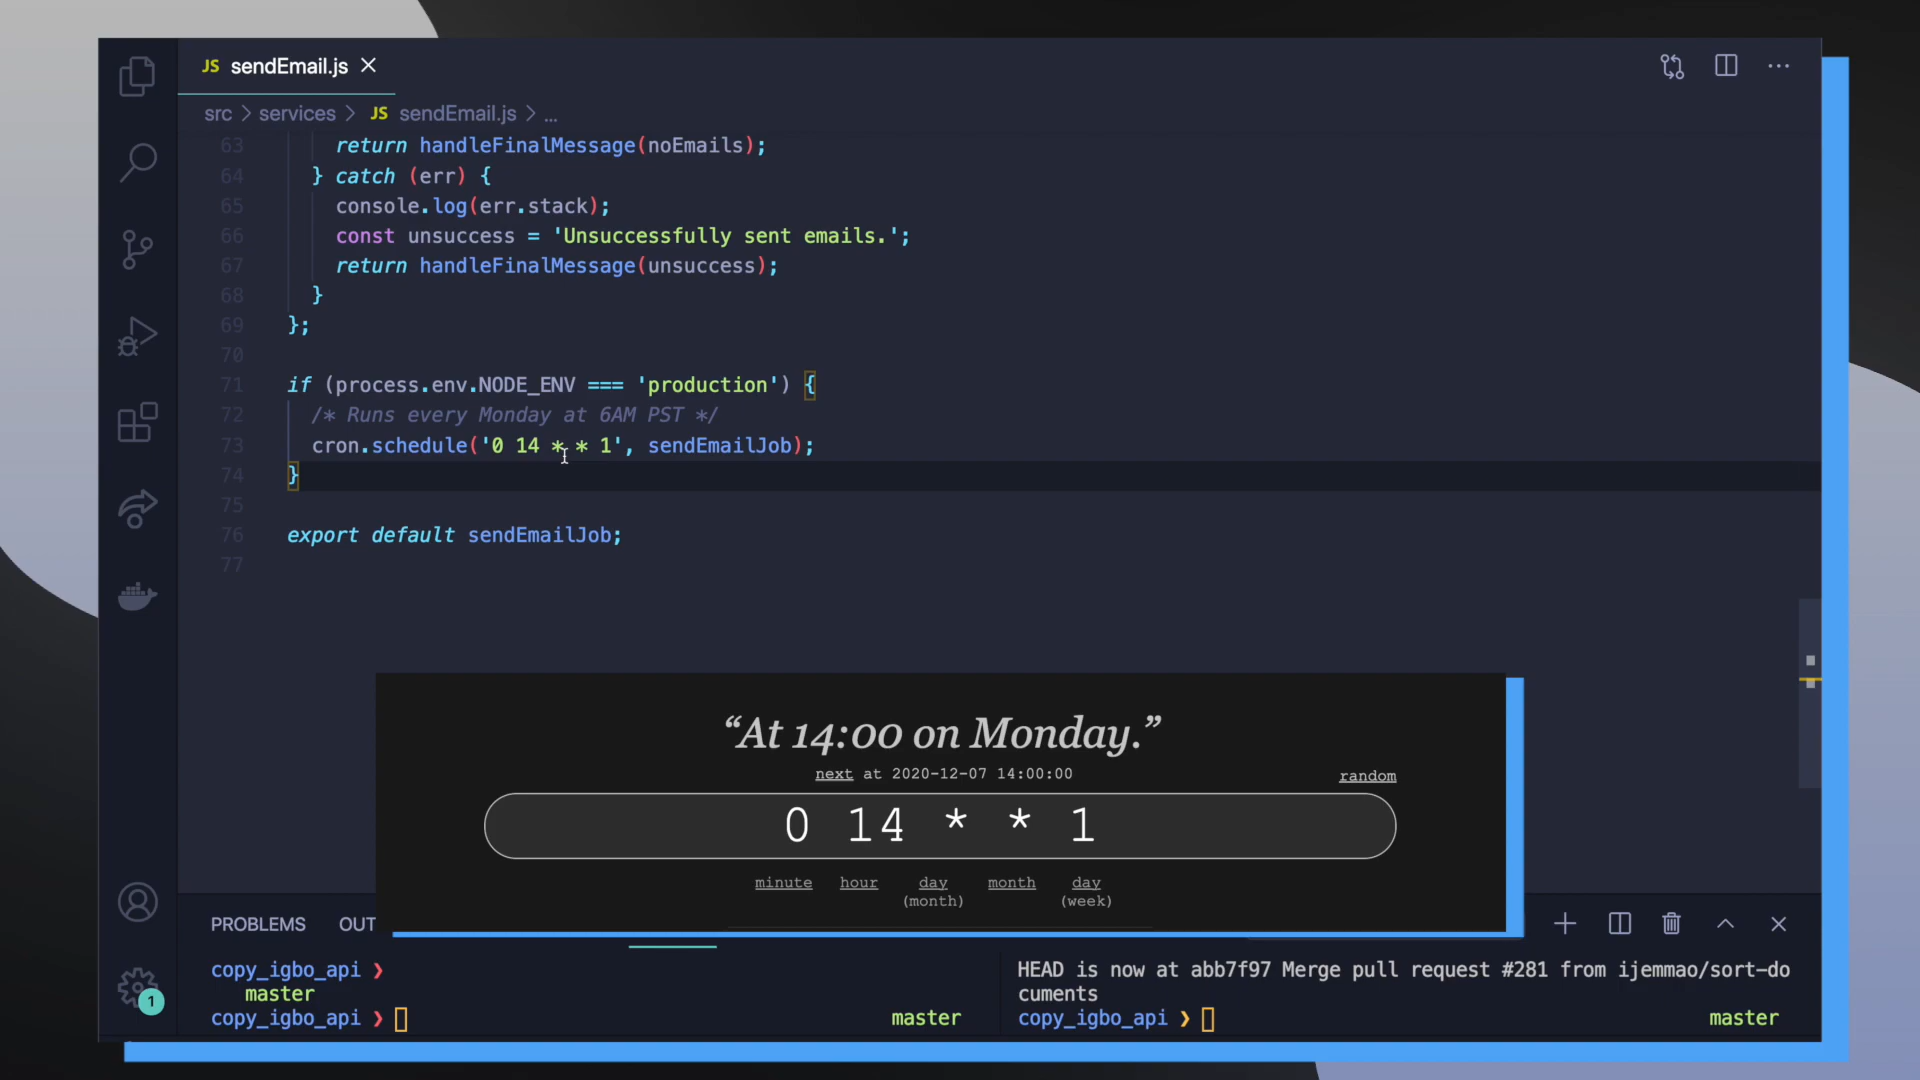 JS sendEmail.js
src > services > JS sendEmail.js > ...
63 return handleFinalMessage(noEmails);
64 } catch (err) {
65 console.log(err.stack);
66 const unsuccess = 'Unsuccessfully sent emails.';
67 return handleFinalMessage(unsuccess);
68 }
69 };
70
71 if (process.env.NODE_ENV === 'production') {
72 /* Runs every Monday at 6AM PST */
73 cron.schedule('0 14 * * 1', sendEmailJob);
74 }
75
76 export default sendEmailJob;
77
“At 14:00 on Monday.”
next at 2020-12-07 14:00:00
random
0 14 * * 1
minute hour day (month) month day (week)
PROBLEMS OUT
1
copy_igbo_api ❯
master
copy_igbo_api ❯ master
HEAD is now at abb7f97 Merge pull request #281 from ijemmao/sort-do
cuments
copy_igbo_api ❯ master